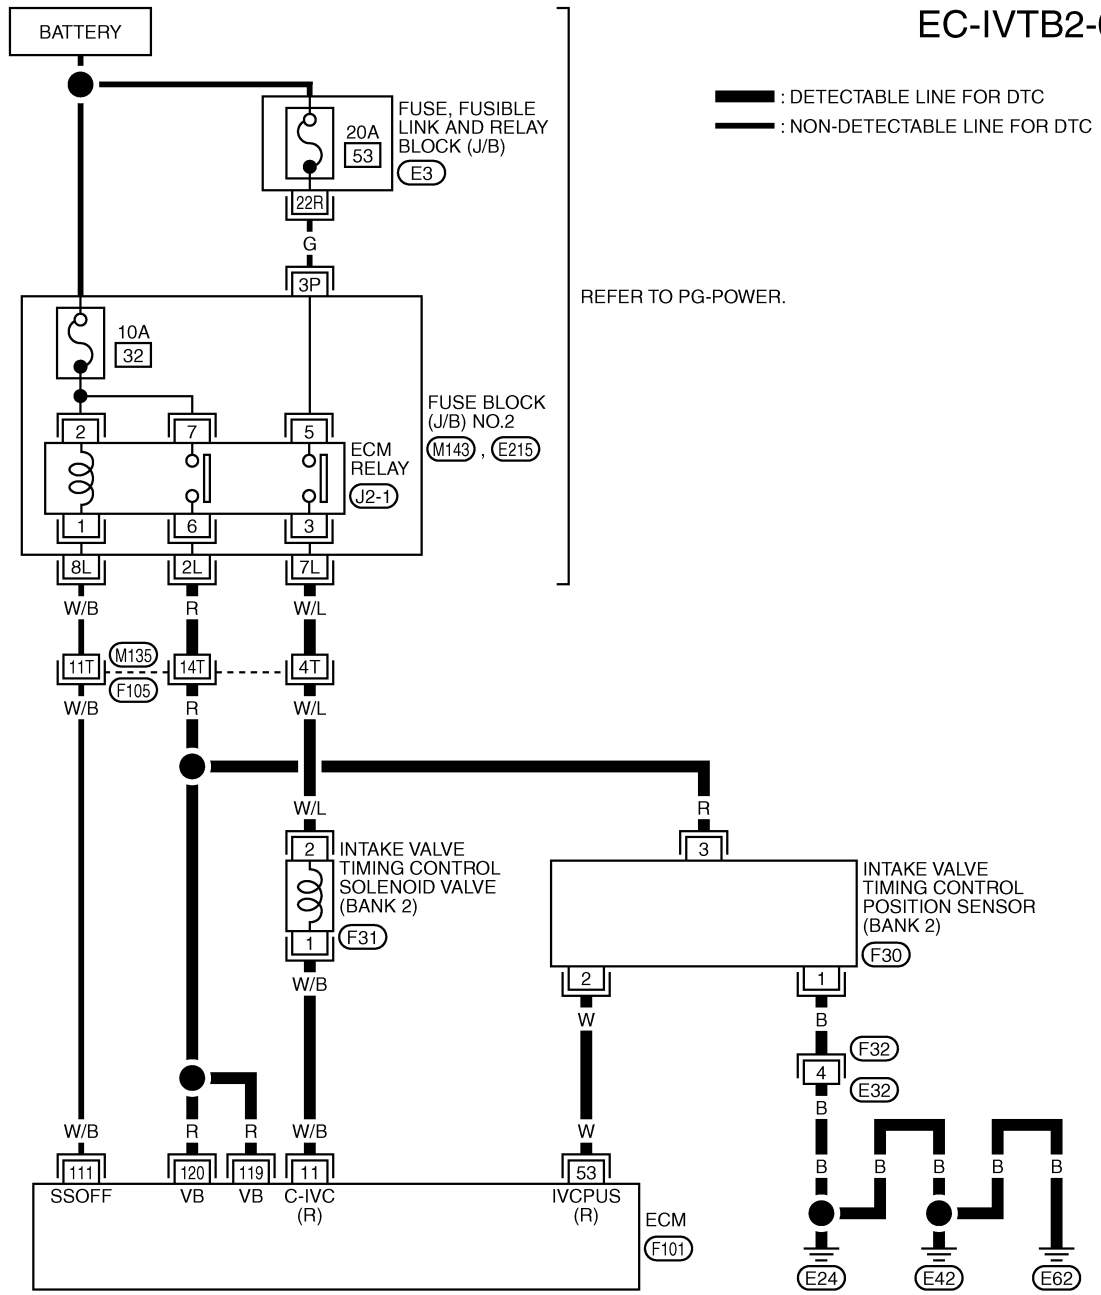 EC-IVTB2-
BATTERY
: DETECTABLE LINE FOR DTC
: NON-DETECTABLE LINE FOR DTC
20A
53
FUSE, FUSIBLE
LINK AND RELAY
BLOCK (J/B)
E3
22R
G
3P
REFER TO PG-POWER.
10A
32
FUSE BLOCK
(J/B) NO.2
M143 , E215
2 7 5
ECM
RELAY
J2-1
1 6 3
8L 2L 7L
W/B R W/L
11T M135 14T 4T
F105
W/B R W/L
W/L R
2 3
INTAKE VALVE
TIMING CONTROL
SOLENOID VALVE
(BANK 2)
F31
1
INTAKE VALVE
TIMING CONTROL
POSITION SENSOR
(BANK 2)
F30
2 1
W/B W B
F32
4
E32
B
W/B R R W/B W B B B B B
111 120 119 11 53
SSOFF VB VB C-IVC IVCPUS
(R) (R)
ECM
F101
E24 E42 E62